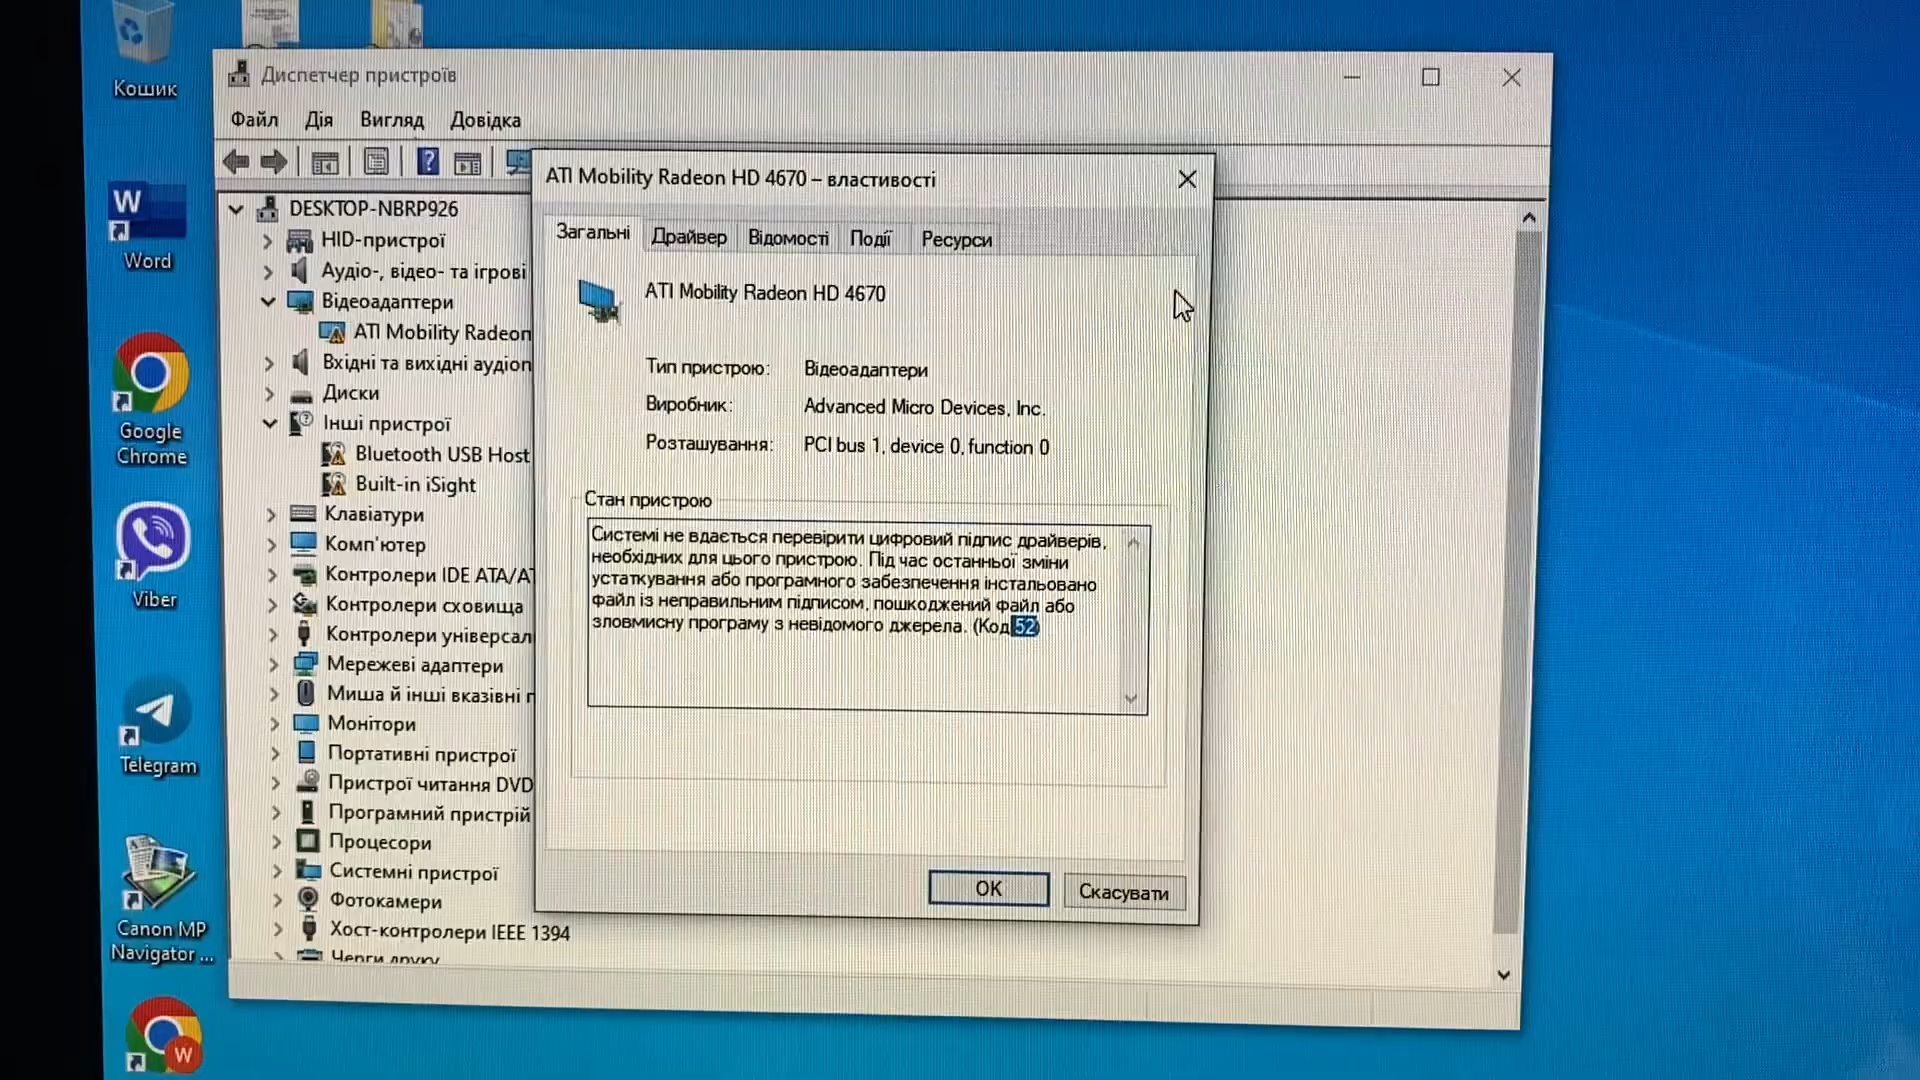 Кошик
Word
Google
Chrome
Viber
Telegram
Canon MP
Navigator ...
W
Диспетчер пристроїв
Файл Дія Вигляд Довідка
DESKTOP-NBRP926
HID-пристрої
Аудіо-, відео- та ігрові
Відеоадаптери
ATI Mobility Radeon
Вхідні та вихідні
Диски
Інші пристрої
Bluetooth USB Host
Built-in iSight
Клавіатури
Комп'ютер
Контролери IDE
Контролери сховища
Контролери
Мережеві адаптери
Миша й інші вказівні
Монітори
Портативні пристрої
Пристрої читання DVD
Програмний пристрій
Процесори
Системні пристрої
Фотокамери
Хост-контролери IEEE 1394
Черги друку
ATI Mobility Radeon HD 4670 – властивості
Загальні Драйвер Відомості Події Ресурси
ATI Mobility Radeon HD 4670
Тип пристрою: Відеоадаптери
Виробник: Advanced Micro Devices, Inc.
Розташування: PCI bus 1, device 0, function 0
Стан пристрою
Системі не вдається перевірити цифровий підпис драйверів,
необхідних для цього пристрою. Під час останньої зміни
устаткування або програмного забезпечення інстальовано
файл із неправильним підписом, пошкоджений файл або
зловмисну програму з невідомого джерела. (Код 52)
OK Скасувати